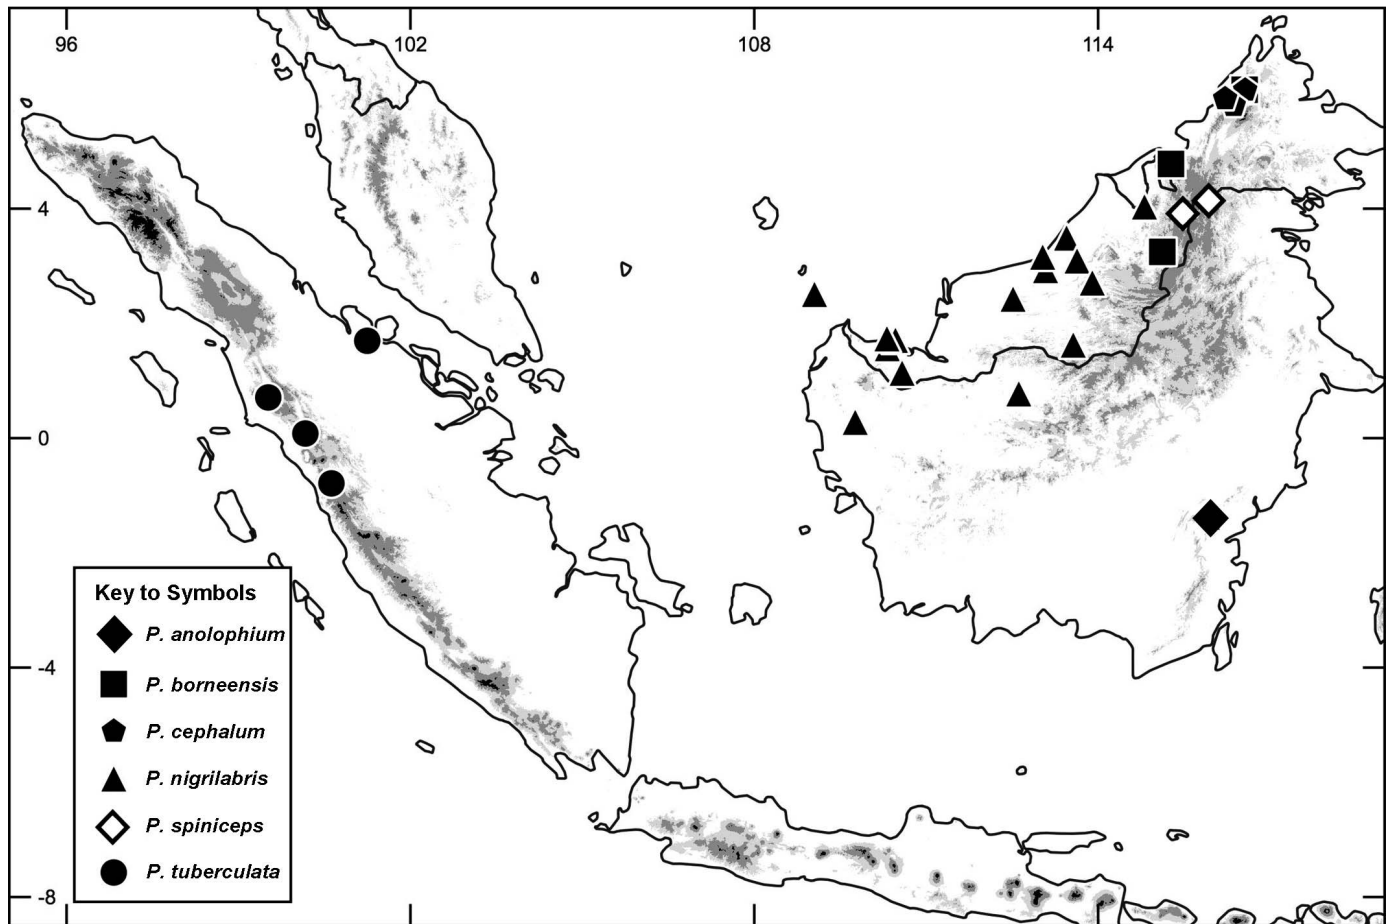 96 102 108 114
4
0
-4
-8
Key to Symbols
P. anolophium
P. borneensis
P. cephalum
P. nigrilabris
P. spiniceps
P. tuberculata